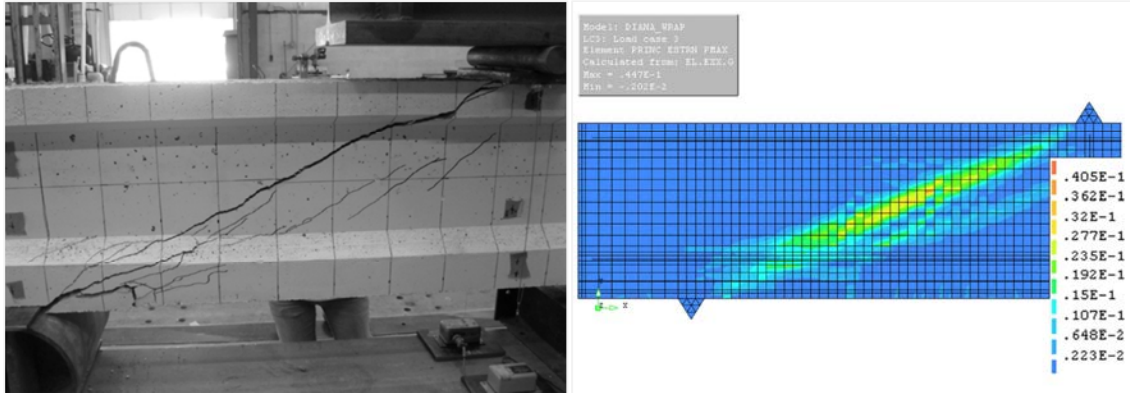 Model: DIANA_WRAP
LC3: Load case 3
Element PRINC ESTRN PMAX
Calculated from: EL.EXX.G
Max = .447E-1
Min = -.202E-2
.405E-1
.362E-1
.32E-1
.277E-1
.235E-1
.192E-1
.15E-1
.107E-1
.648E-2
.223E-2
X